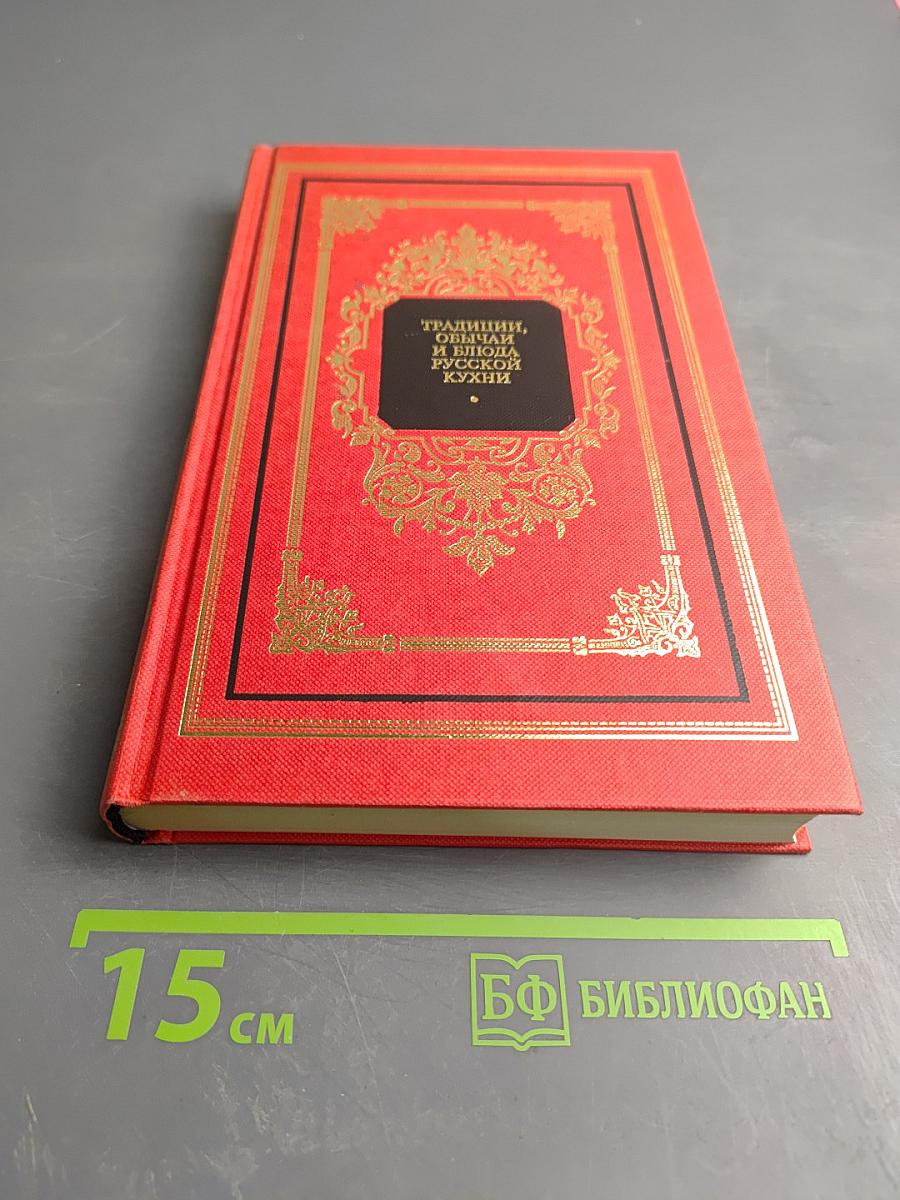 ТРАДИЦИИ,
ОБЫЧАИ
И БЛЮДА
РУССКОЙ
КУХНИ
15 см
БФ БИБЛИОФАН